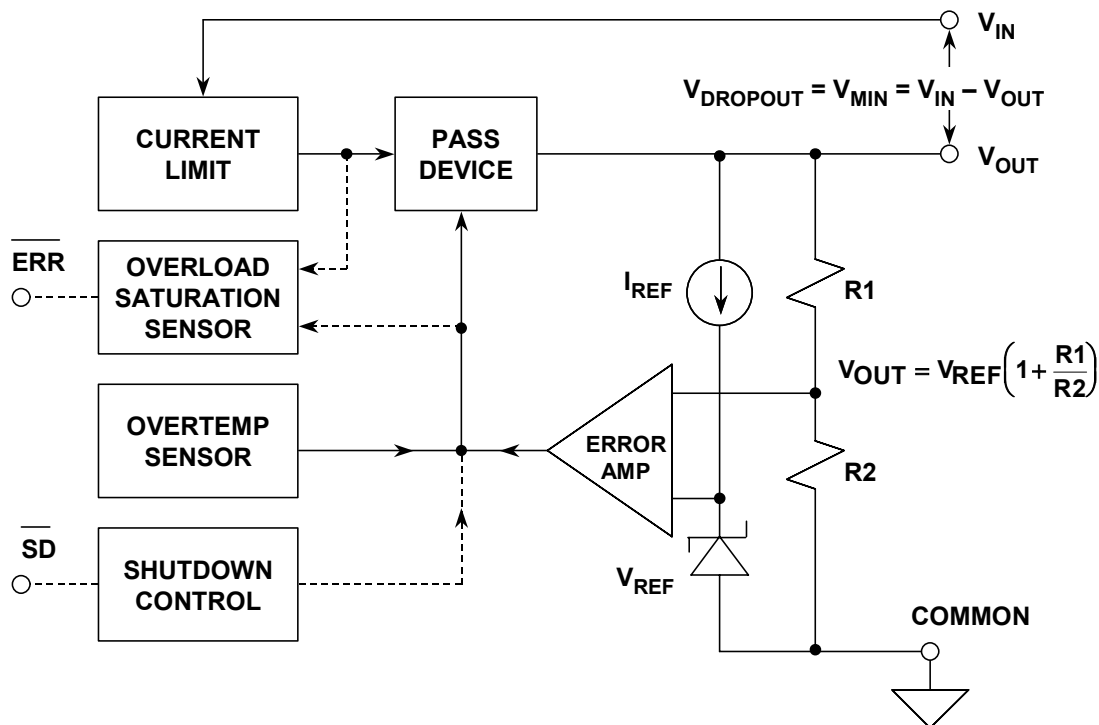 V_IN
V_DROPOUT = V_MIN = V_IN – V_OUT
CURRENT
LIMIT
PASS
DEVICE
V_OUT
ERR
OVERLOAD
SATURATION
SENSOR
I_REF
R1
V_OUT = V_REF(1 + R1/R2)
OVERTEMP
SENSOR
ERROR
AMP
R2
SD
SHUTDOWN
CONTROL
V_REF
COMMON